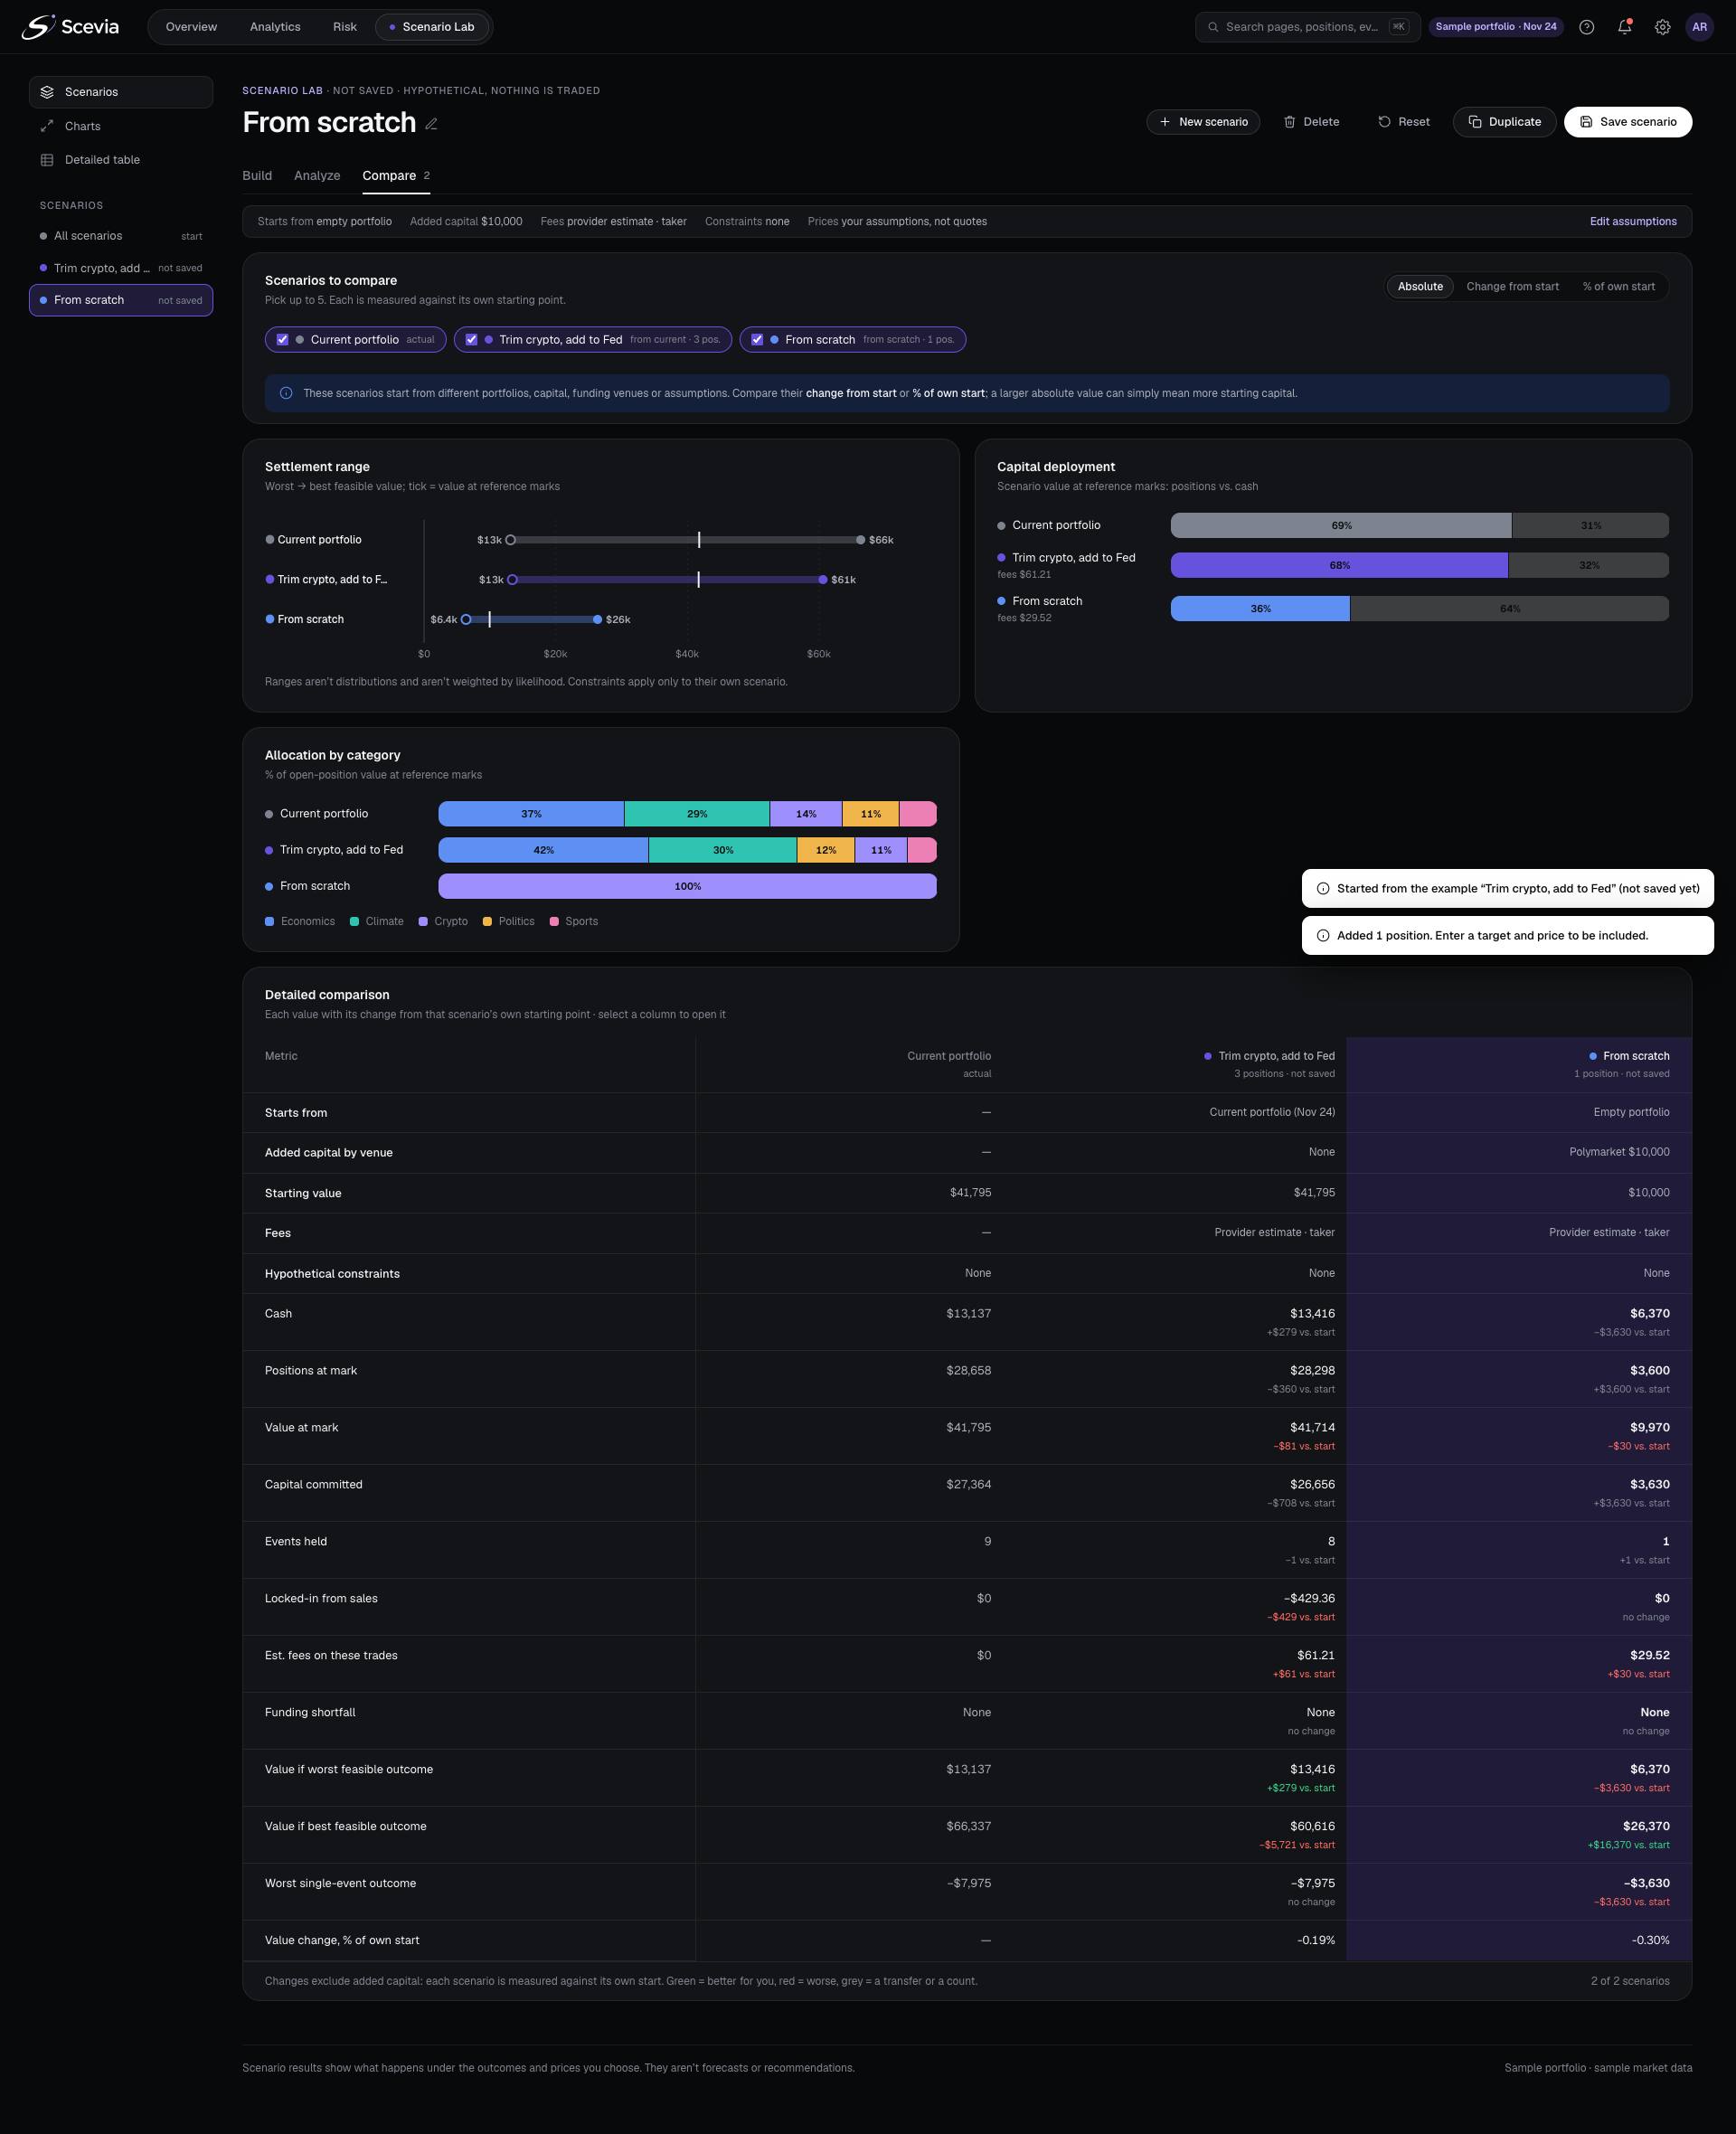 Scevia
Overview
Analytics
Risk
Scenario Lab
Search pages, positions, ev...
⌘K
Sample portfolio · Nov 24
AR
Scenarios
Charts
Detailed table
SCENARIOS
All scenarios start
Trim crypto, add ... not saved
From scratch not saved
SCENARIO LAB · NOT SAVED · HYPOTHETICAL, NOTHING IS TRADED
From scratch
New scenario
Delete
Reset
Duplicate
Save scenario
Build
Analyze
Compare 2
Starts from empty portfolio Added capital $10,000 Fees provider estimate · taker Constraints none Prices your assumptions, not quotes
Edit assumptions
Scenarios to compare
Pick up to 5. Each is measured against its own starting point.
Absolute
Change from start
% of own start
Current portfolio actual
Trim crypto, add to Fed from current · 3 pos.
From scratch from scratch · 1 pos.
These scenarios start from different portfolios, capital, funding venues or assumptions. Compare their change from start or % of own start; a larger absolute value can simply mean more starting capital.
Settlement range
Worst → best feasible value; tick = value at reference marks
Current portfolio $13k $66k
Trim crypto, add to F... $13k $61k
From scratch $6.4k $26k
$0 $20k $40k $60k
Ranges aren't distributions and aren't weighted by likelihood. Constraints apply only to their own scenario.
Capital deployment
Scenario value at reference marks: positions vs. cash
Current portfolio 69% 31%
Trim crypto, add to Fed 68% 32%
fees $61.21
From scratch 36% 64%
fees $29.52
Allocation by category
% of open-position value at reference marks
Current portfolio 37% 29% 14% 11%
Trim crypto, add to Fed 42% 30% 12% 11%
From scratch 100%
Economics Climate Crypto Politics Sports
Started from the example “Trim crypto, add to Fed” (not saved yet)
Added 1 position. Enter a target and price to be included.
Detailed comparison
Each value with its change from that scenario's own starting point · select a column to open it
Metric Current portfolio Trim crypto, add to Fed From scratch
actual 3 positions · not saved 1 position · not saved
Starts from — Current portfolio (Nov 24) Empty portfolio
Added capital by venue — None Polymarket $10,000
Starting value $41,795 $41,795 $10,000
Fees — Provider estimate · taker Provider estimate · taker
Hypothetical constraints None None None
Cash $13,137 $13,416 $6,370
+$279 vs. start −$3,630 vs. start
Positions at mark $28,658 $28,298 $3,600
−$360 vs. start +$3,600 vs. start
Value at mark $41,795 $41,714 $9,970
−$81 vs. start −$30 vs. start
Capital committed $27,364 $26,656 $3,630
−$708 vs. start +$3,630 vs. start
Events held 9 8 1
−1 vs. start +1 vs. start
Locked-in from sales $0 −$429.36 $0
−$429 vs. start no change
Est. fees on these trades $0 $61.21 $29.52
+$61 vs. start +$30 vs. start
Funding shortfall None None None
no change no change
Value if worst feasible outcome $13,137 $13,416 $6,370
+$279 vs. start −$3,630 vs. start
Value if best feasible outcome $66,337 $60,616 $26,370
−$5,721 vs. start +$16,370 vs. start
Worst single-event outcome −$7,975 −$7,975 −$3,630
no change −$3,630 vs. start
Value change, % of own start — -0.19% -0.30%
Changes exclude added capital: each scenario is measured against its own start. Green = better for you, red = worse, grey = a transfer or a count.
2 of 2 scenarios
Scenario results show what happens under the outcomes and prices you choose. They aren't forecasts or recommendations.
Sample portfolio · sample market data